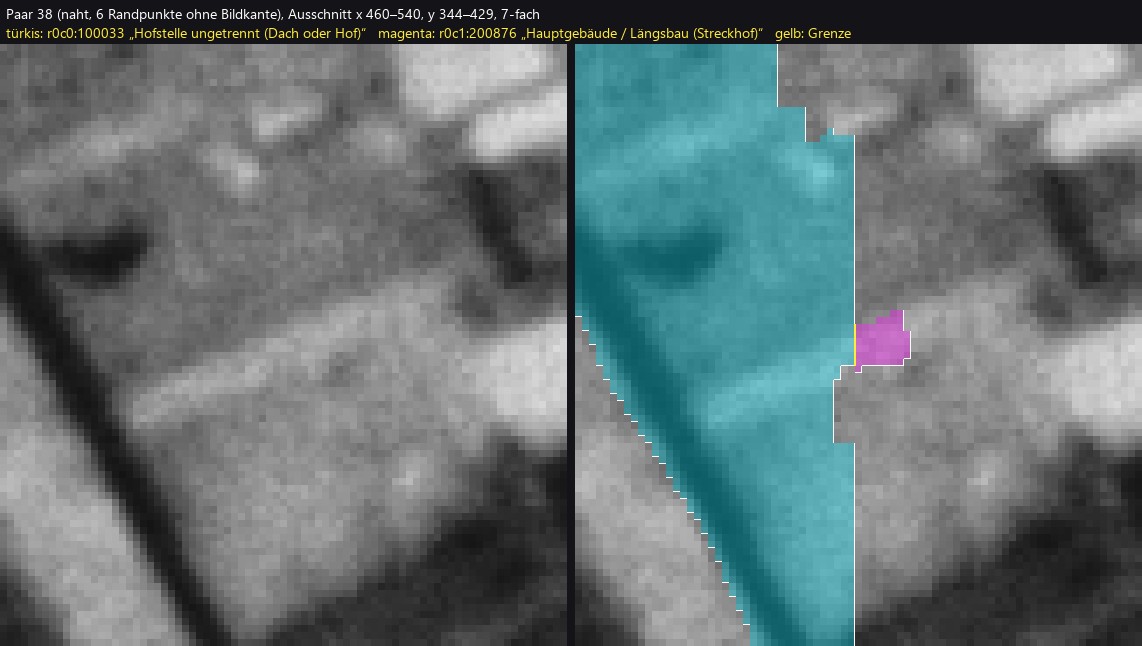 Paar 38 (naht, 6 Randpunkte ohne Bildkante), Ausschnitt x 460–540, y 344–429, 7-fach
türkis: r0c0:100033 „Hofstelle ungetrennt (Dach oder Hof)“ magenta: r0c1:200876 „Hauptgebäude / Längsbau (Streckhof)“ gelb: Grenze